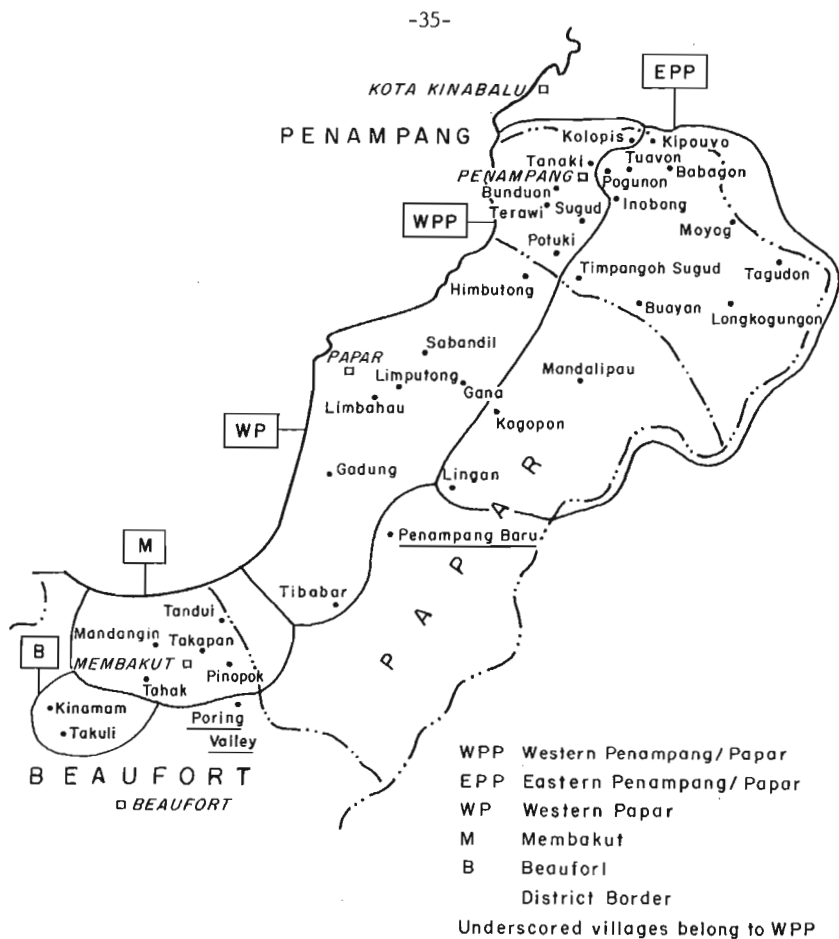 -35-
KOTA KINABALU
EPP
PENAMPANG
Kolopis
Kipouvo
Tanaki
Tuavon
PENAMPANG
Pogunon
Babagon
Bunduon
Inobong
Terawi
Sugud
WPP
Moyog
Potuki
Himbutong
Timpangoh Sugud
Tagudon
Buayan
Longkogungon
Sabandil
PAPAR
Limputong
Mandalipau
Gana
Limbahau
Kogopon
WP
Gadung
Lingan
PAPAR
Penampang Baru
M
Tibabar
Tandui
Mandangin
Takapan
B
MEMBAKUT
Pinopok
Tahak
Kinamam
Poring
Valley
Takuli
BEAUFORT
BEAUFORT
WPP Western Penampang/Papar
EPP Eastern Penampang/Papar
WP Western Papar
M Membakut
B Beaufort
District Border
Underscored villages belong to WPP